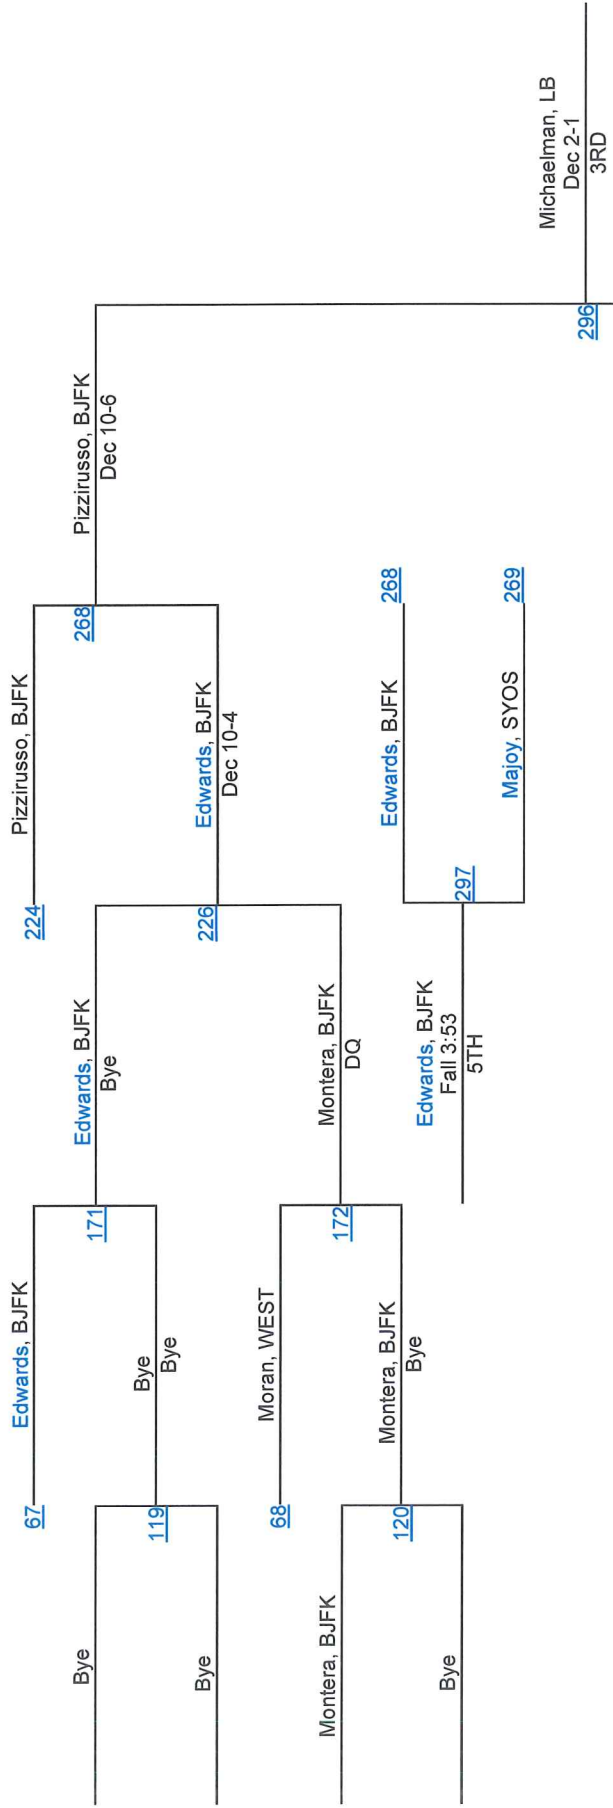 Bye
Bye
Montera, BJFK
Bye
67
Edwards, BJFK
119
Bye
Bye
68
Moran, WEST
120
Montera, BJFK
Bye
171
Edwards, BJFK
Bye
172
Montera, BJFK
DQ
Edwards, BJFK
Fall 3:53
5TH
224
Pizzirusso, BJFK
226
Edwards, BJFK
Dec 10-4
297
Edwards, BJFK
268
Majoy, SYOS
269
268
Pizzirusso, BJFK
Dec 10-6
296
Michaelman, LB
Dec 2-1
3RD